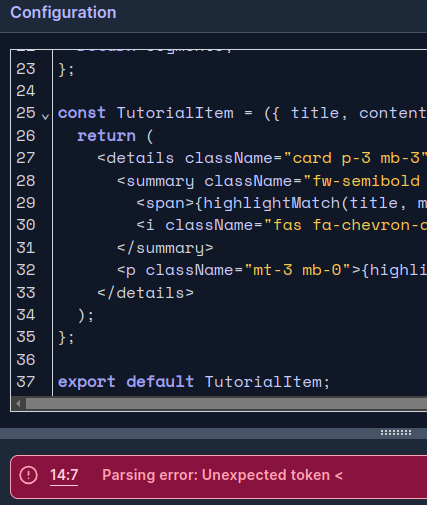 Configuration
23 };
24
25 const TutorialItem = ({ title, content
26 return (
27 <details className="card p-3 mb-3"
28 <summary className="fw-semibold
29 <span>{highlightMatch(title, m
30 <i className="fas fa-chevron-d
31 </summary>
32 <p className="mt-3 mb-0">{highli
33 </details>
34 );
35 };
36
37 export default TutorialItem;
14:7 Parsing error: Unexpected token <